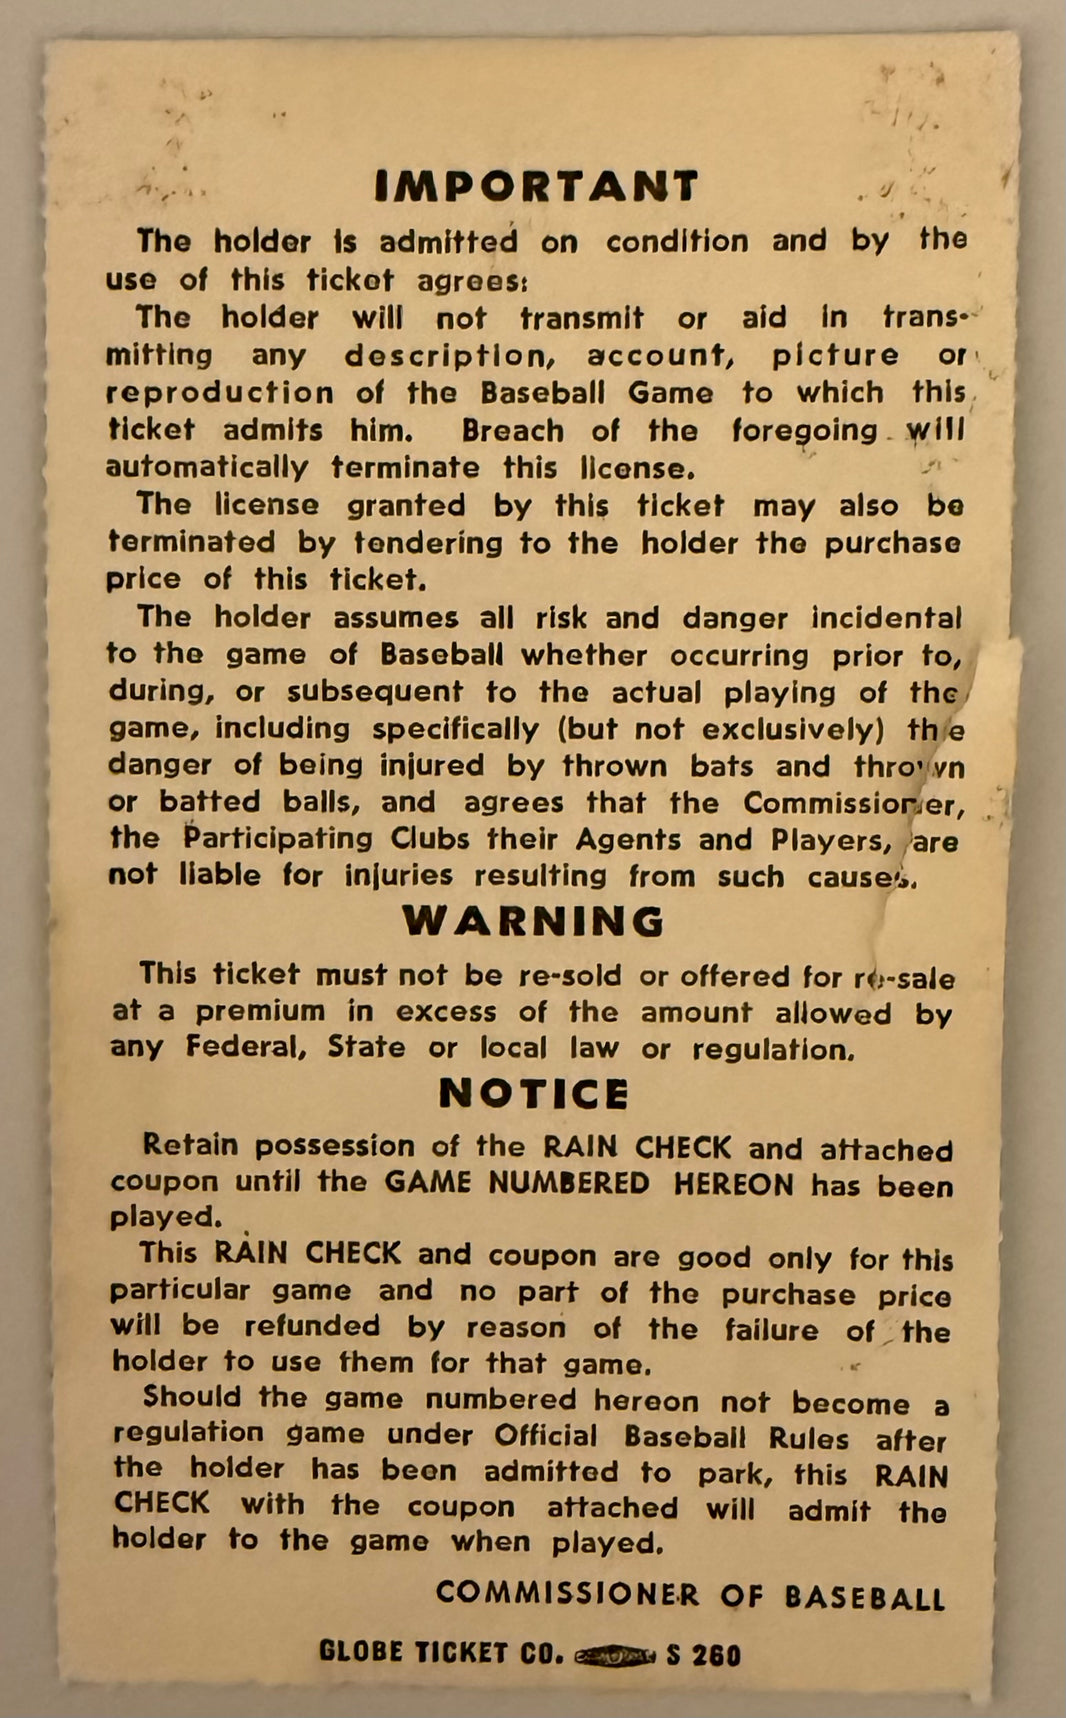 IMPORTANT
The holder is admitted on condition and by the
use of this ticket agrees:
The holder will not transmit or aid in trans-
mitting any description, account, picture or
reproduction of the Baseball Game to which this
ticket admits him. Breach of the foregoing will
automatically terminate this license.
The license granted by this ticket may also be
terminated by tendering to the holder the purchase
price of this ticket.
The holder assumes all risk and danger incidental
to the game of Baseball whether occurring prior to,
during, or subsequent to the actual playing of the
game, including specifically (but not exclusively) the
danger of being injured by thrown bats and thrown
or batted balls, and agrees that the Commissioner,
the Participating Clubs their Agents and Players, are
not liable for injuries resulting from such causes.
WARNING
This ticket must not be re-sold or offered for re-sale
at a premium in excess of the amount allowed by
any Federal, State or local law or regulation.
NOTICE
Retain possession of the RAIN CHECK and attached
coupon until the GAME NUMBERED HEREON has been
played.
This RAIN CHECK and coupon are good only for this
particular game and no part of the purchase price
will be refunded by reason of the failure of the
holder to use them for that game.
Should the game numbered hereon not become a
regulation game under Official Baseball Rules after
the holder has been admitted to park, this RAIN
CHECK with the coupon attached will admit the
holder to the game when played.
COMMISSIONER OF BASEBALL
GLOBE TICKET CO. S 260